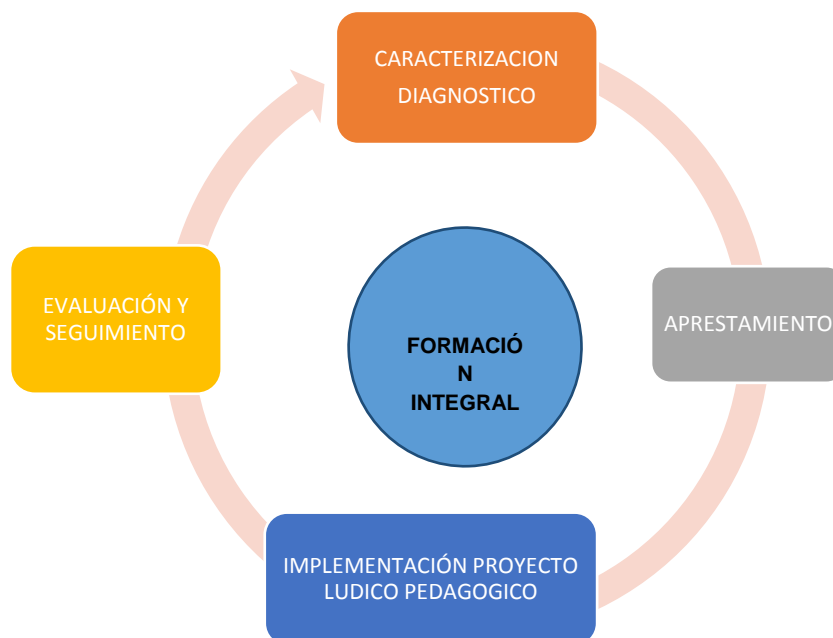 CARACTERIZACION
DIAGNOSTICO
EVALUACIÓN Y
SEGUIMIENTO
APRESTAMIENTO
FORMACIÓ
N
INTEGRAL
IMPLEMENTACIÓN PROYECTO
LUDICO PEDAGOGICO